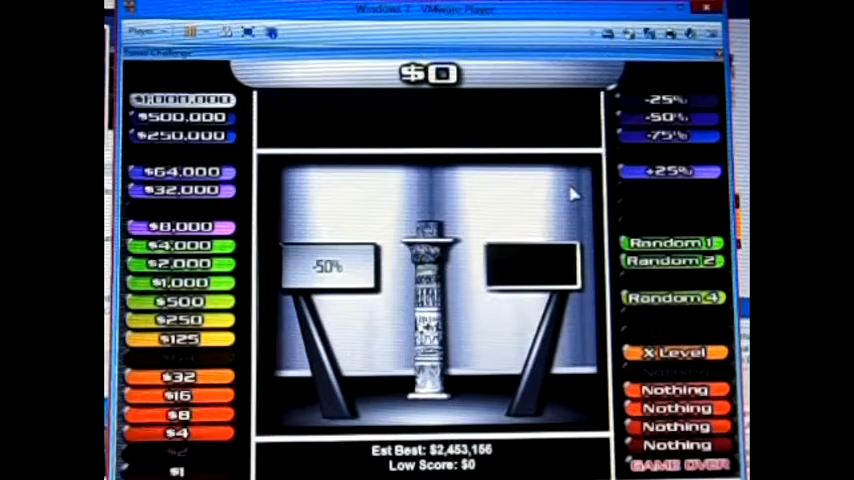 Windows 7 - VMware Player
Player
$0
$1,000,000
$500,000
$250,000
$64,000
$32,000
$8,000
$4,000
$2,000
$1,000
$500
$250
$125
$32
$16
$8
$4
$1
-50%
-25%
-50%
-75%
+25%
Random 1
Random 2
Random 4
X Level
Nothing
Nothing
Nothing
Nothing
GAME OVER
Est Best: $2,453,156
Low Score: $0